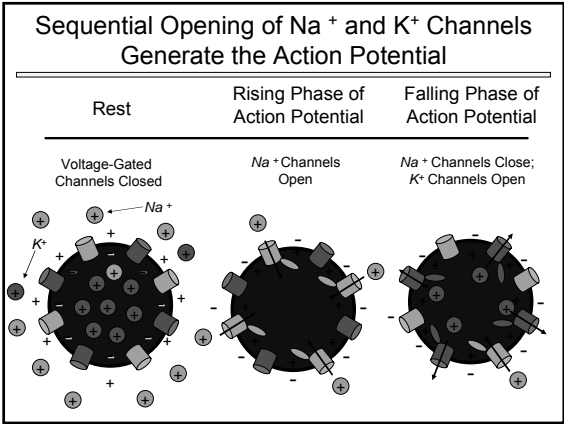 Sequential Opening of Na + and K+ Channels
Generate the Action Potential
Rest
Rising Phase of
Action Potential
Falling Phase of
Action Potential
Voltage-Gated
Channels Closed
Na + Channels
Open
Na + Channels Close;
K+ Channels Open
Na +
K+